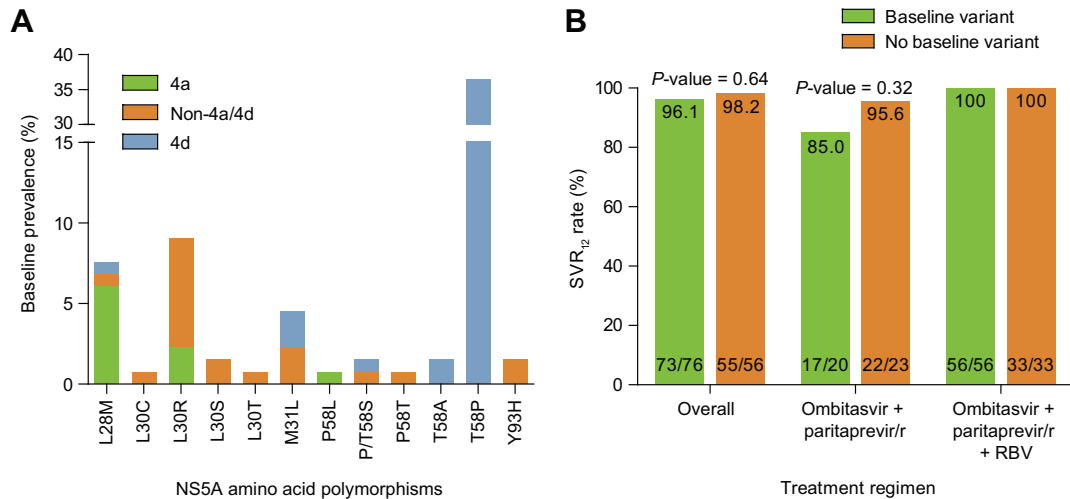 A
Baseline prevalence (%)
40
35
30
15
10
5
0
4a
Non-4a/4d
4d
L28M
L30C
L30R
L30S
L30T
M31L
P58L
P/T58S
P58T
T58A
T58P
Y93H
NS5A amino acid polymorphisms
B
Baseline variant
No baseline variant
SVR12 rate (%)
100
80
60
40
20
0
P-value = 0.64
P-value = 0.32
96.1
98.2
85.0
95.6
100
100
73/76
55/56
17/20
22/23
56/56
33/33
Overall
Ombitasvir +
paritaprevir/r
Ombitasvir +
paritaprevir/r
+ RBV
Treatment regimen